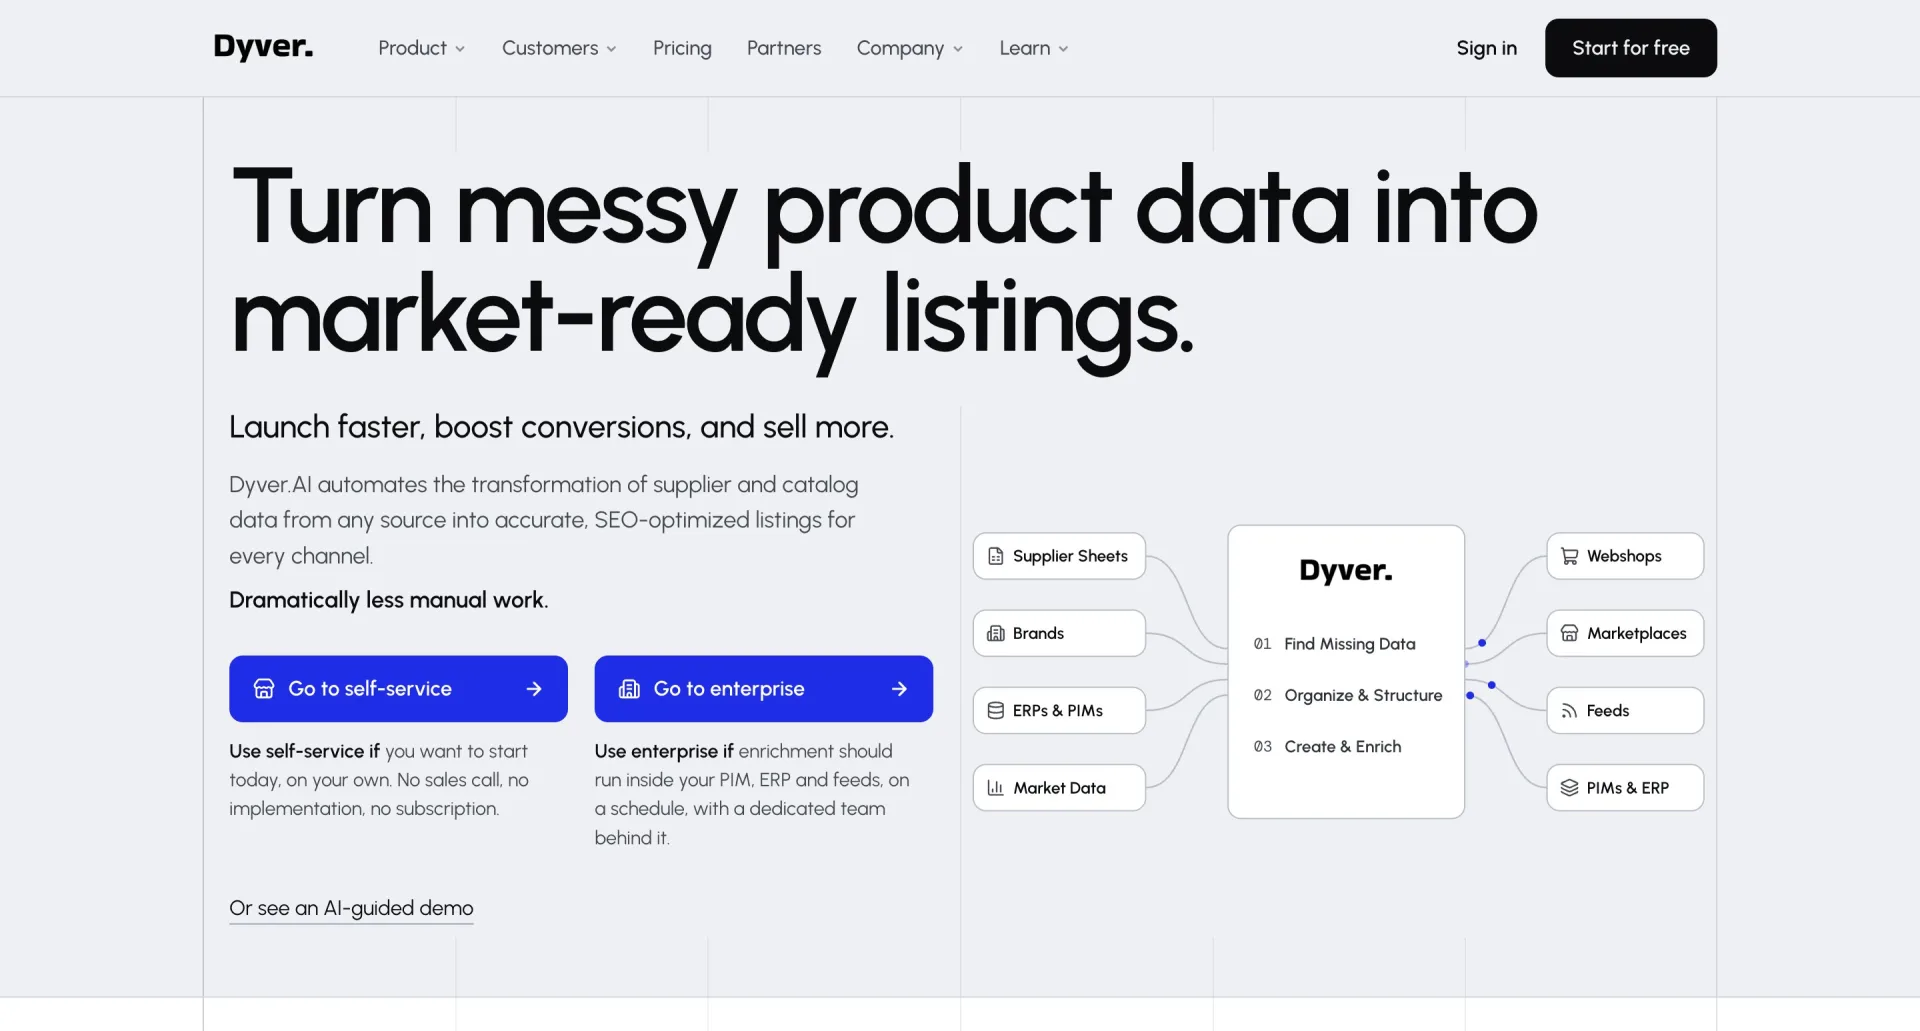 Dyver.
Product
Customers
Pricing
Partners
Company
Learn
Sign in
Start for free
Turn messy product data into
market-ready listings.
Launch faster, boost conversions, and sell more.
Dyver.AI automates the transformation of supplier and catalog
data from any source into accurate, SEO-optimized listings for
every channel.
Dramatically less manual work.
Go to self-service
Use self-service if you want to start
today, on your own. No sales call, no
implementation, no subscription.
Go to enterprise
Use enterprise if enrichment should
run inside your PIM, ERP and feeds, on
a schedule, with a dedicated team
behind it.
Or see an AI-guided demo
Supplier Sheets
Brands
ERPs & PIMs
Market Data
Dyver.
01 Find Missing Data
02 Organize & Structure
03 Create & Enrich
Webshops
Marketplaces
Feeds
PIMs & ERP